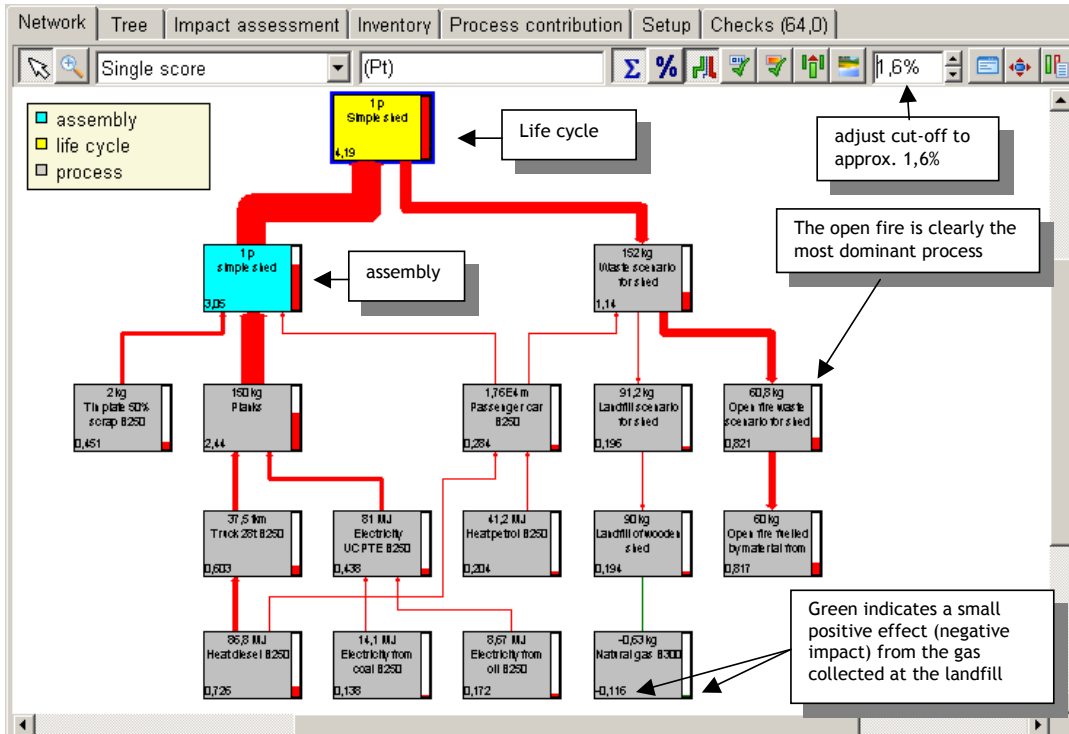 Network
Tree
Impact assessment
Inventory
Process contribution
Setup
Checks (64,0)
Single score
(Pt)
Σ
%
1,6%
assembly
life cycle
process
1 p
Simple shed
4,19
Life cycle
adjust cut-off to
approx. 1,6%
The open fire is clearly the
most dominant process
1 p
simple shed
3,05
assembly
152 kg
Waste scenario
for shed
1,14
2 kg
Tin plate 50%
scrap B250
0,451
150 kg
Planks
2,44
1,76E4 m
Passenger car
B250
0,284
91,2 kg
Landfill scenario
for shed
0,196
60,8 kg
Open fire waste
scenario for shed
0,821
37,5 tkm
Truck 28t B250
0,603
81 MJ
Electricity
UCPTE B250
0,438
41,2 MJ
Heat petrol B250
0,204
90 kg
Landfill of wooden
shed
0,194
60 kg
Open fire fuelled
by material from
0,817
86,8 MJ
Heat diesel B250
0,726
14,1 MJ
Electricity from
coal B250
0,138
8,67 MJ
Electricity from
oil B250
0,172
-0,63 kg
Natural gas B300
-0,116
Green indicates a small
positive effect (negative
impact) from the gas
collected at the landfill